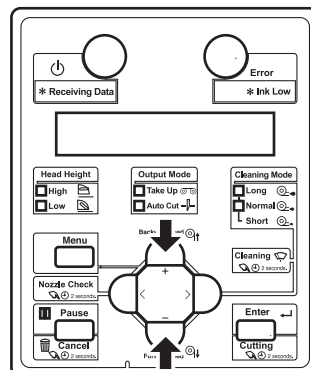 Error
* Receiving Data
* Ink Low
Head Height
High
Low
Output Mode
Take Up
Auto Cut
Cleaning Mode
Long
Normal
Short
Menu
Cleaning
2 seconds.
Nozzle Check
2 seconds.
+
< >
−
Pause
Cancel
2 seconds.
Enter
Cutting
2 seconds.